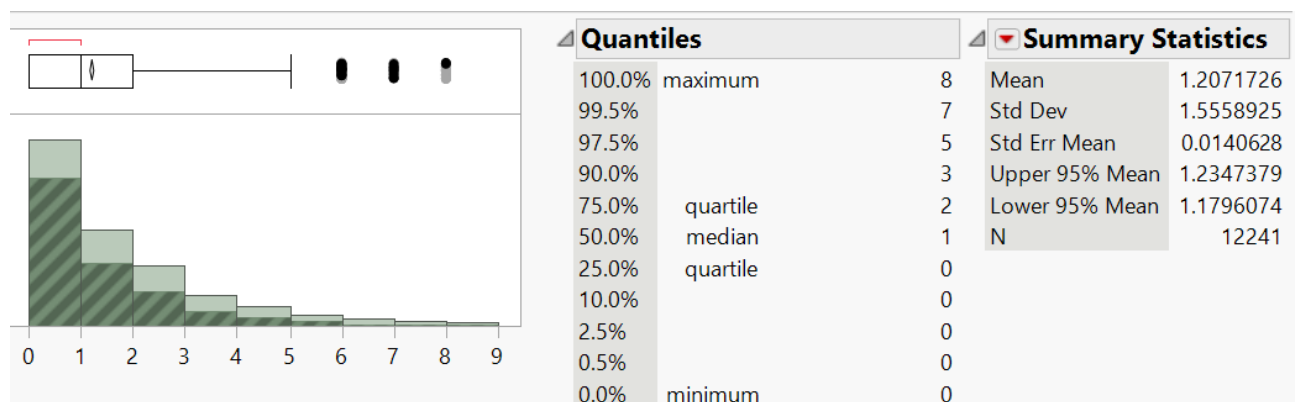 Quantiles
100.0% maximum 8
99.5% 7
97.5% 5
90.0% 3
75.0% quartile 2
50.0% median 1
25.0% quartile 0
10.0% 0
2.5% 0
0.5% 0
0.0% minimum 0
Summary Statistics
Mean 1.2071726
Std Dev 1.5558925
Std Err Mean 0.0140628
Upper 95% Mean 1.2347379
Lower 95% Mean 1.1796074
N 12241
0 1 2 3 4 5 6 7 8 9